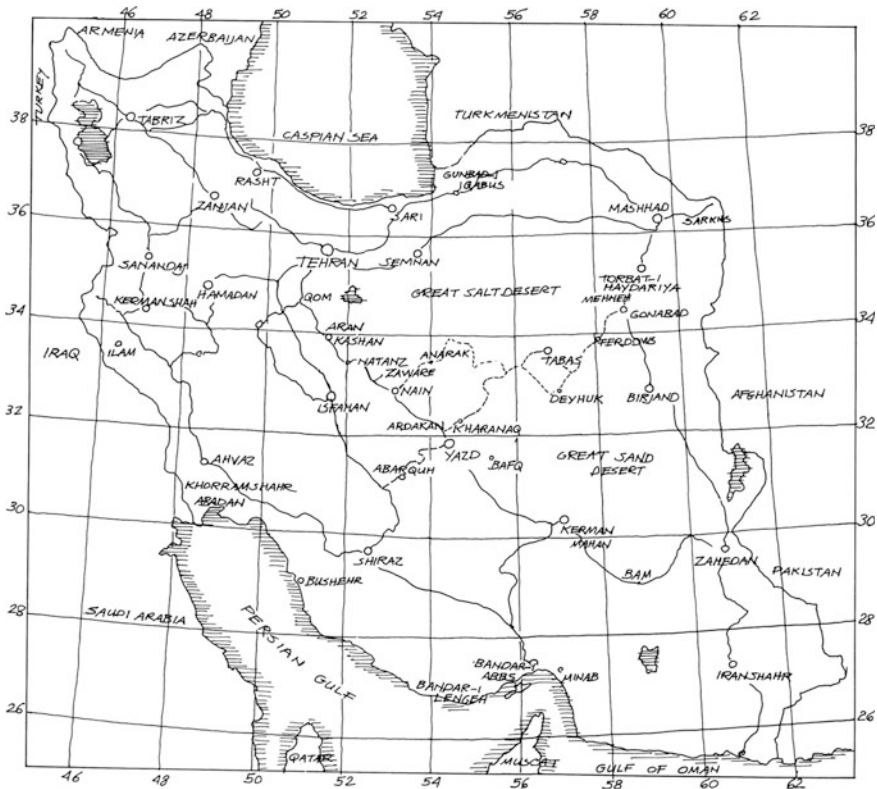 46 48 50 52 54 56 58 60 62
ARMENIA
AZERBAIJAN
TURKEY
CASPIAN SEA
TURKMENISTAN
38
38
TABRIZ
RASHT
GUNBAD-I
IQABUS
ZANJAN
SARI
MASHHAD
SARKHS
36
36
TEHRAN
SEMNAN
SANANDAJ
HAMADAN
QOM
GREAT SALT DESERT
TORBAT-I
HAYDARIYA
MEHNEH
GONABAD
KERMANSHAH
34
34
ARAN
KASHAN
IRAQ
ILAM
NATANZ
ANARAK
ZAWARE
NAIN
TABAS
FERDOWS
DEYHUK
BIRJAND
AFGHANISTAN
ISFAHAN
32
32
ARDAKAN
KHARANAQ
YAZD
BAFQ
GREAT SAND
DESERT
AHVAZ
ABARQUH
KHORRAMSHAHR
ABADAN
30
30
KERMAN
MAHAN
SHIRAZ
ZAHEDAN
BAM
PAKISTAN
BUSHEHR
28
28
SAUDI ARABIA
PERSIAN
GULF
BANDAR-
ABBS
MINAB
IRANSHAHR
BANDAR-I
LENGEH
26
26
QATAR
MUSCAT
GULF OF OMAN
46 48 50 52 54 56 58 60 62